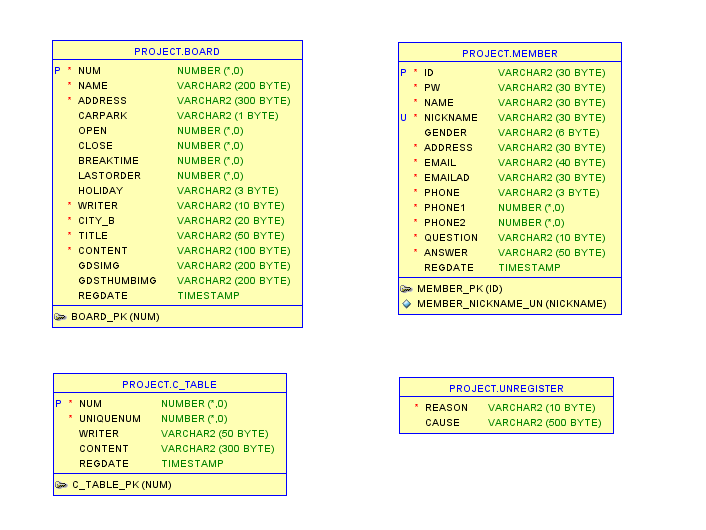 PROJECT.BOARD
P * NUM NUMBER (*,0)
* NAME VARCHAR2 (200 BYTE)
* ADDRESS VARCHAR2 (300 BYTE)
CARPARK VARCHAR2 (1 BYTE)
OPEN NUMBER (*,0)
CLOSE NUMBER (*,0)
BREAKTIME NUMBER (*,0)
LASTORDER NUMBER (*,0)
HOLIDAY VARCHAR2 (3 BYTE)
* WRITER VARCHAR2 (10 BYTE)
* CITY_B VARCHAR2 (20 BYTE)
* TITLE VARCHAR2 (50 BYTE)
* CONTENT VARCHAR2 (100 BYTE)
GDSIMG VARCHAR2 (200 BYTE)
GDSTHUMBIMG VARCHAR2 (200 BYTE)
REGDATE TIMESTAMP
BOARD_PK (NUM)
PROJECT.MEMBER
P * ID VARCHAR2 (30 BYTE)
* PW VARCHAR2 (30 BYTE)
* NAME VARCHAR2 (30 BYTE)
U * NICKNAME VARCHAR2 (30 BYTE)
GENDER VARCHAR2 (6 BYTE)
* ADDRESS VARCHAR2 (30 BYTE)
* EMAIL VARCHAR2 (40 BYTE)
* EMAILAD VARCHAR2 (30 BYTE)
* PHONE VARCHAR2 (3 BYTE)
* PHONE1 NUMBER (*,0)
* PHONE2 NUMBER (*,0)
* QUESTION VARCHAR2 (10 BYTE)
* ANSWER VARCHAR2 (50 BYTE)
REGDATE TIMESTAMP
MEMBER_PK (ID)
MEMBER_NICKNAME_UN (NICKNAME)
PROJECT.C_TABLE
P * NUM NUMBER (*,0)
* UNIQUENUM NUMBER (*,0)
WRITER VARCHAR2 (50 BYTE)
CONTENT VARCHAR2 (300 BYTE)
REGDATE TIMESTAMP
C_TABLE_PK (NUM)
PROJECT.UNREGISTER
* REASON VARCHAR2 (10 BYTE)
CAUSE VARCHAR2 (500 BYTE)